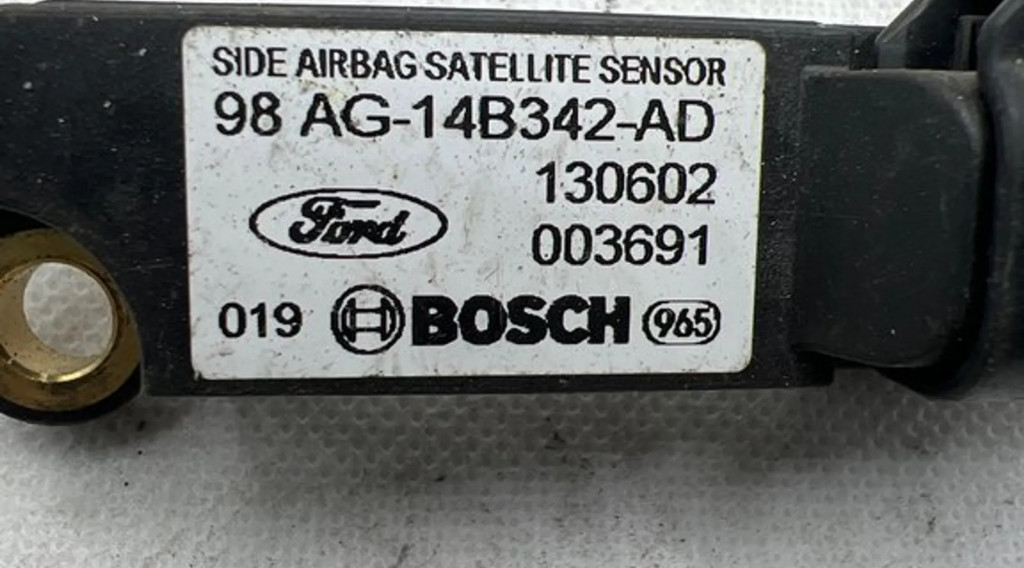 SIDE AIRBAG SATELLITE SENSOR
98 AG-14B342-AD
130602
Ford
003691
019 BOSCH 965